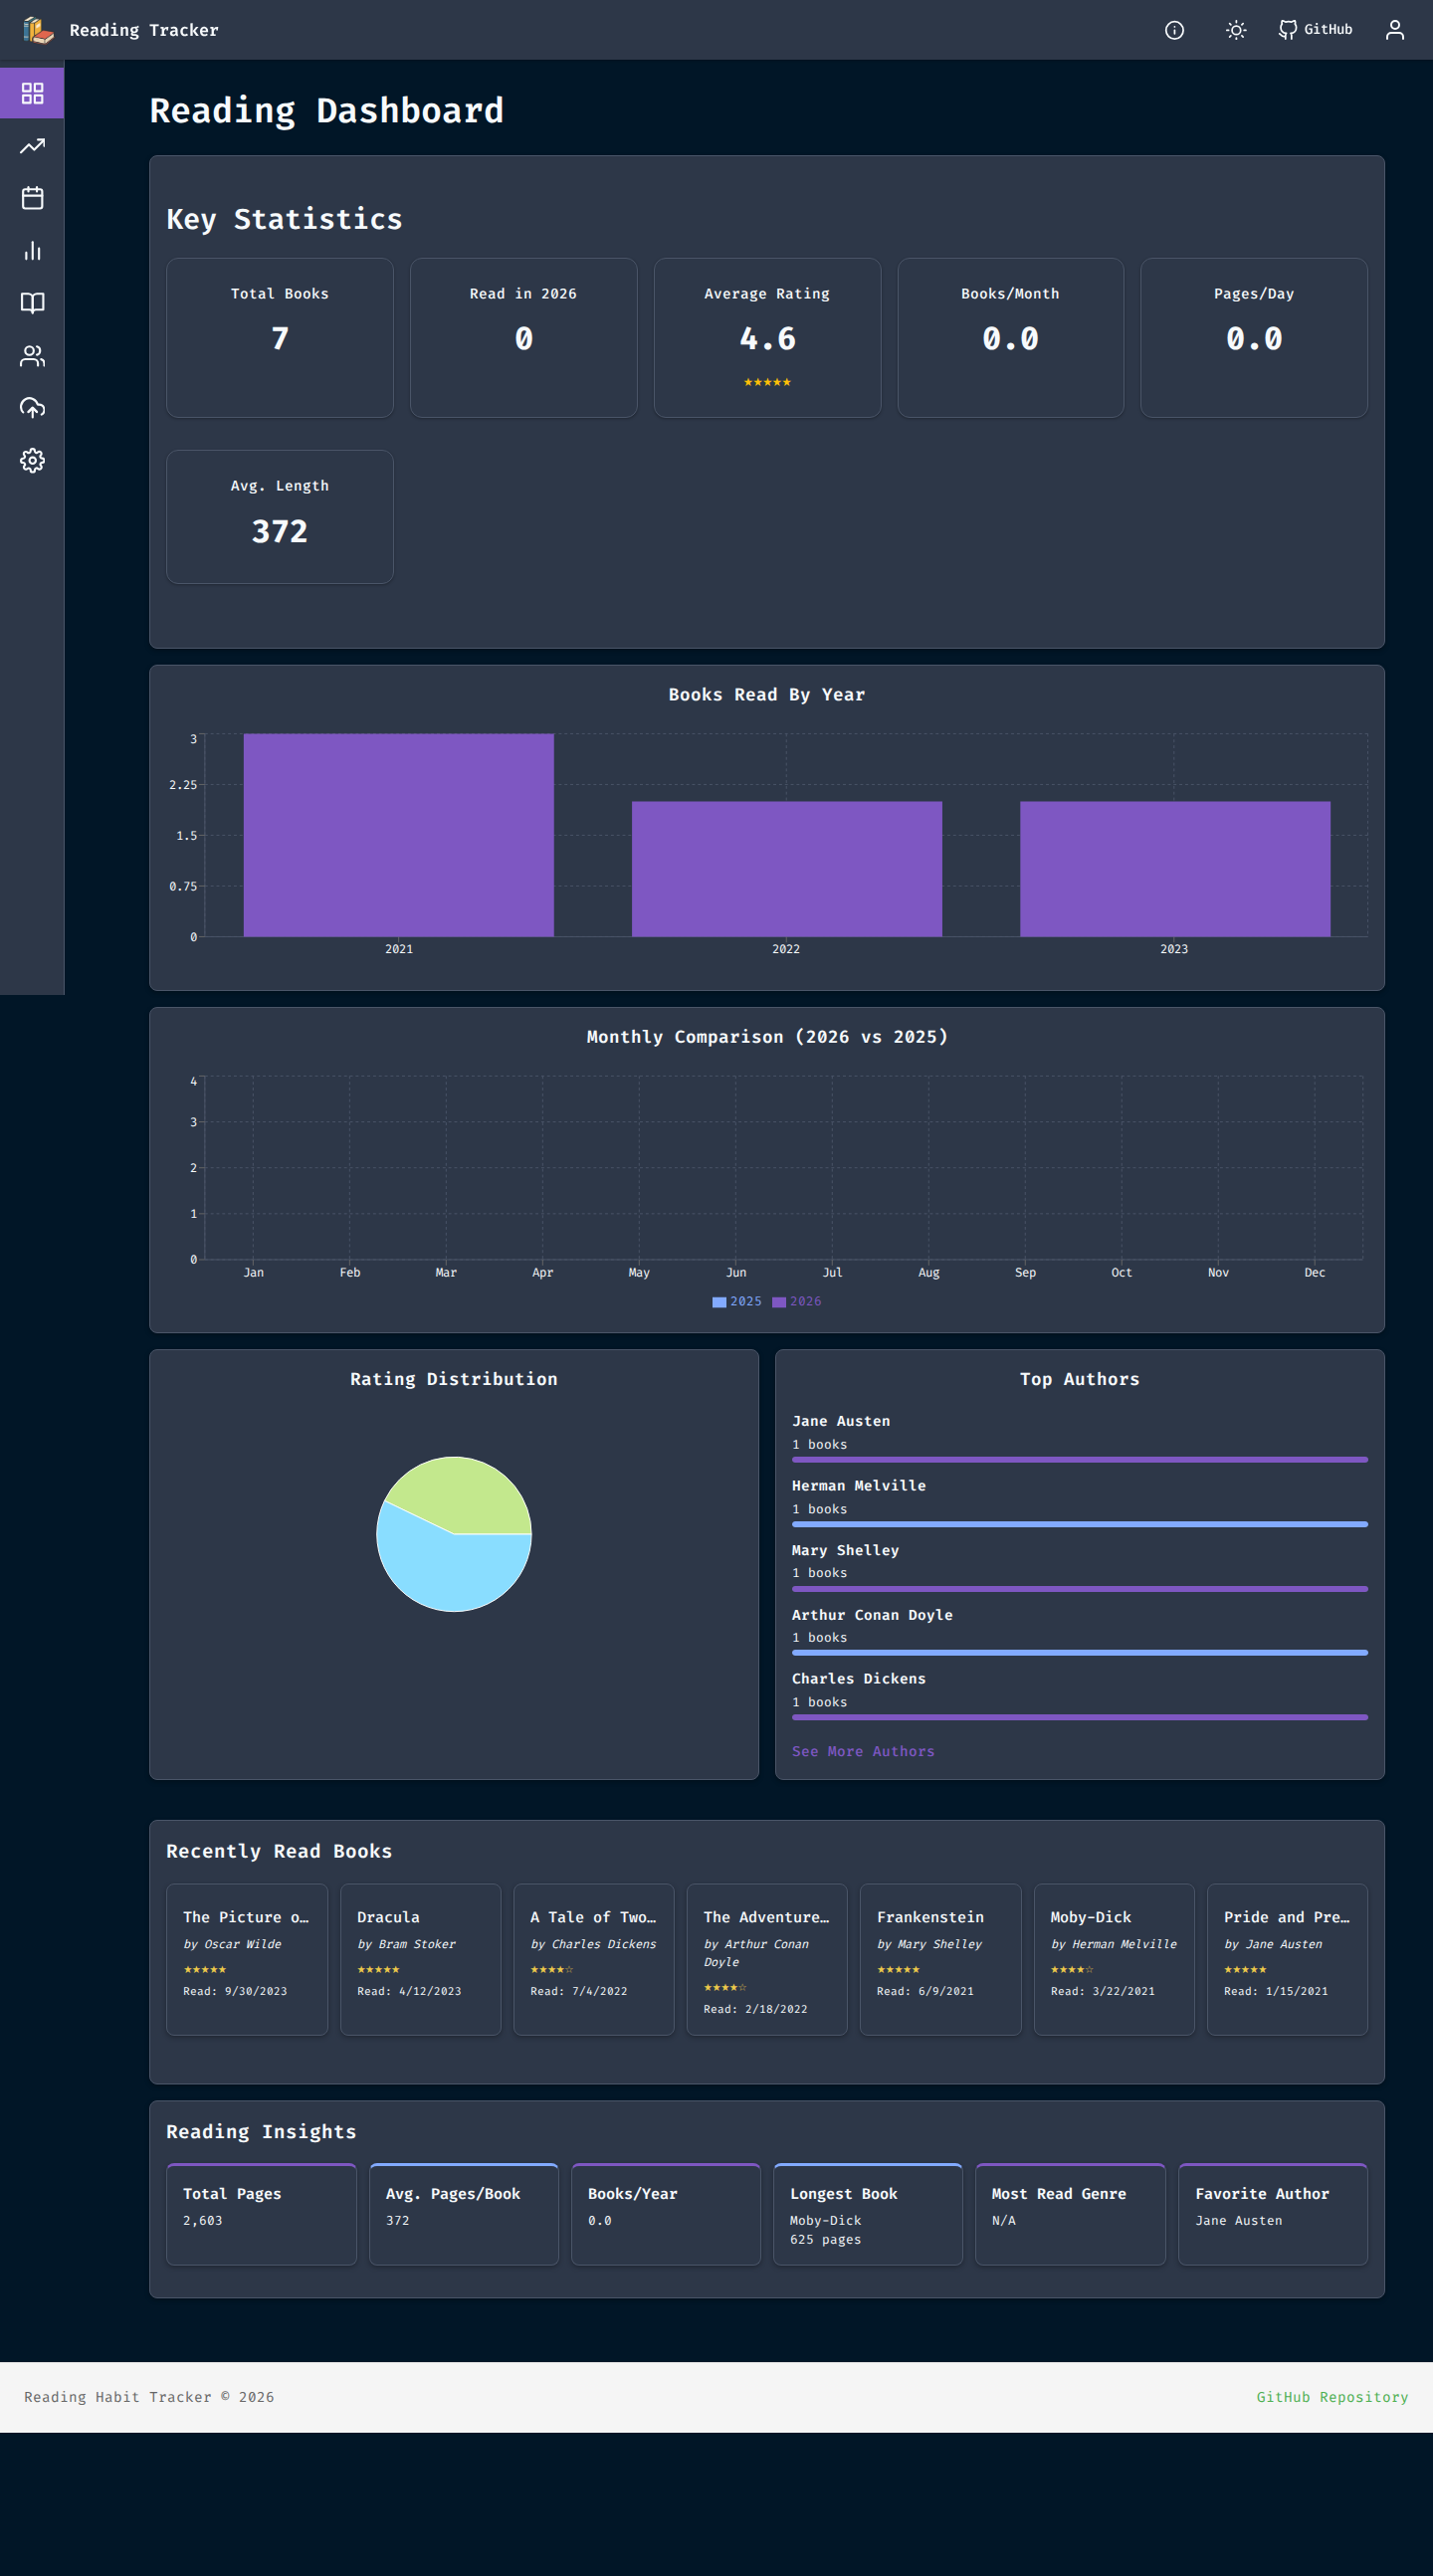 Reading Tracker
GitHub
Reading Dashboard
Key Statistics
Total Books
7
Read in 2026
0
Average Rating
4.6
★★★★★
Books/Month
0.0
Pages/Day
0.0
Avg. Length
372
Books Read By Year
3
2.25
1.5
0.75
0
2021
2022
2023
Monthly Comparison (2026 vs 2025)
4
3
2
1
0
Jan
Feb
Mar
Apr
May
Jun
Jul
Aug
Sep
Oct
Nov
Dec
2025
2026
Rating Distribution
Top Authors
Jane Austen
1 books
Herman Melville
1 books
Mary Shelley
1 books
Arthur Conan Doyle
1 books
Charles Dickens
1 books
See More Authors
Recently Read Books
The Picture o…
by Oscar Wilde
★★★★★
Read: 9/30/2023
Dracula
by Bram Stoker
★★★★★
Read: 4/12/2023
A Tale of Two…
by Charles Dickens
★★★★☆
Read: 7/4/2022
The Adventure…
by Arthur Conan
Doyle
★★★★☆
Read: 2/18/2022
Frankenstein
by Mary Shelley
★★★★★
Read: 6/9/2021
Moby-Dick
by Herman Melville
★★★★☆
Read: 3/22/2021
Pride and Pre…
by Jane Austen
★★★★★
Read: 1/15/2021
Reading Insights
Total Pages
2,603
Avg. Pages/Book
372
Books/Year
0.0
Longest Book
Moby-Dick
625 pages
Most Read Genre
N/A
Favorite Author
Jane Austen
Reading Habit Tracker © 2026
GitHub Repository